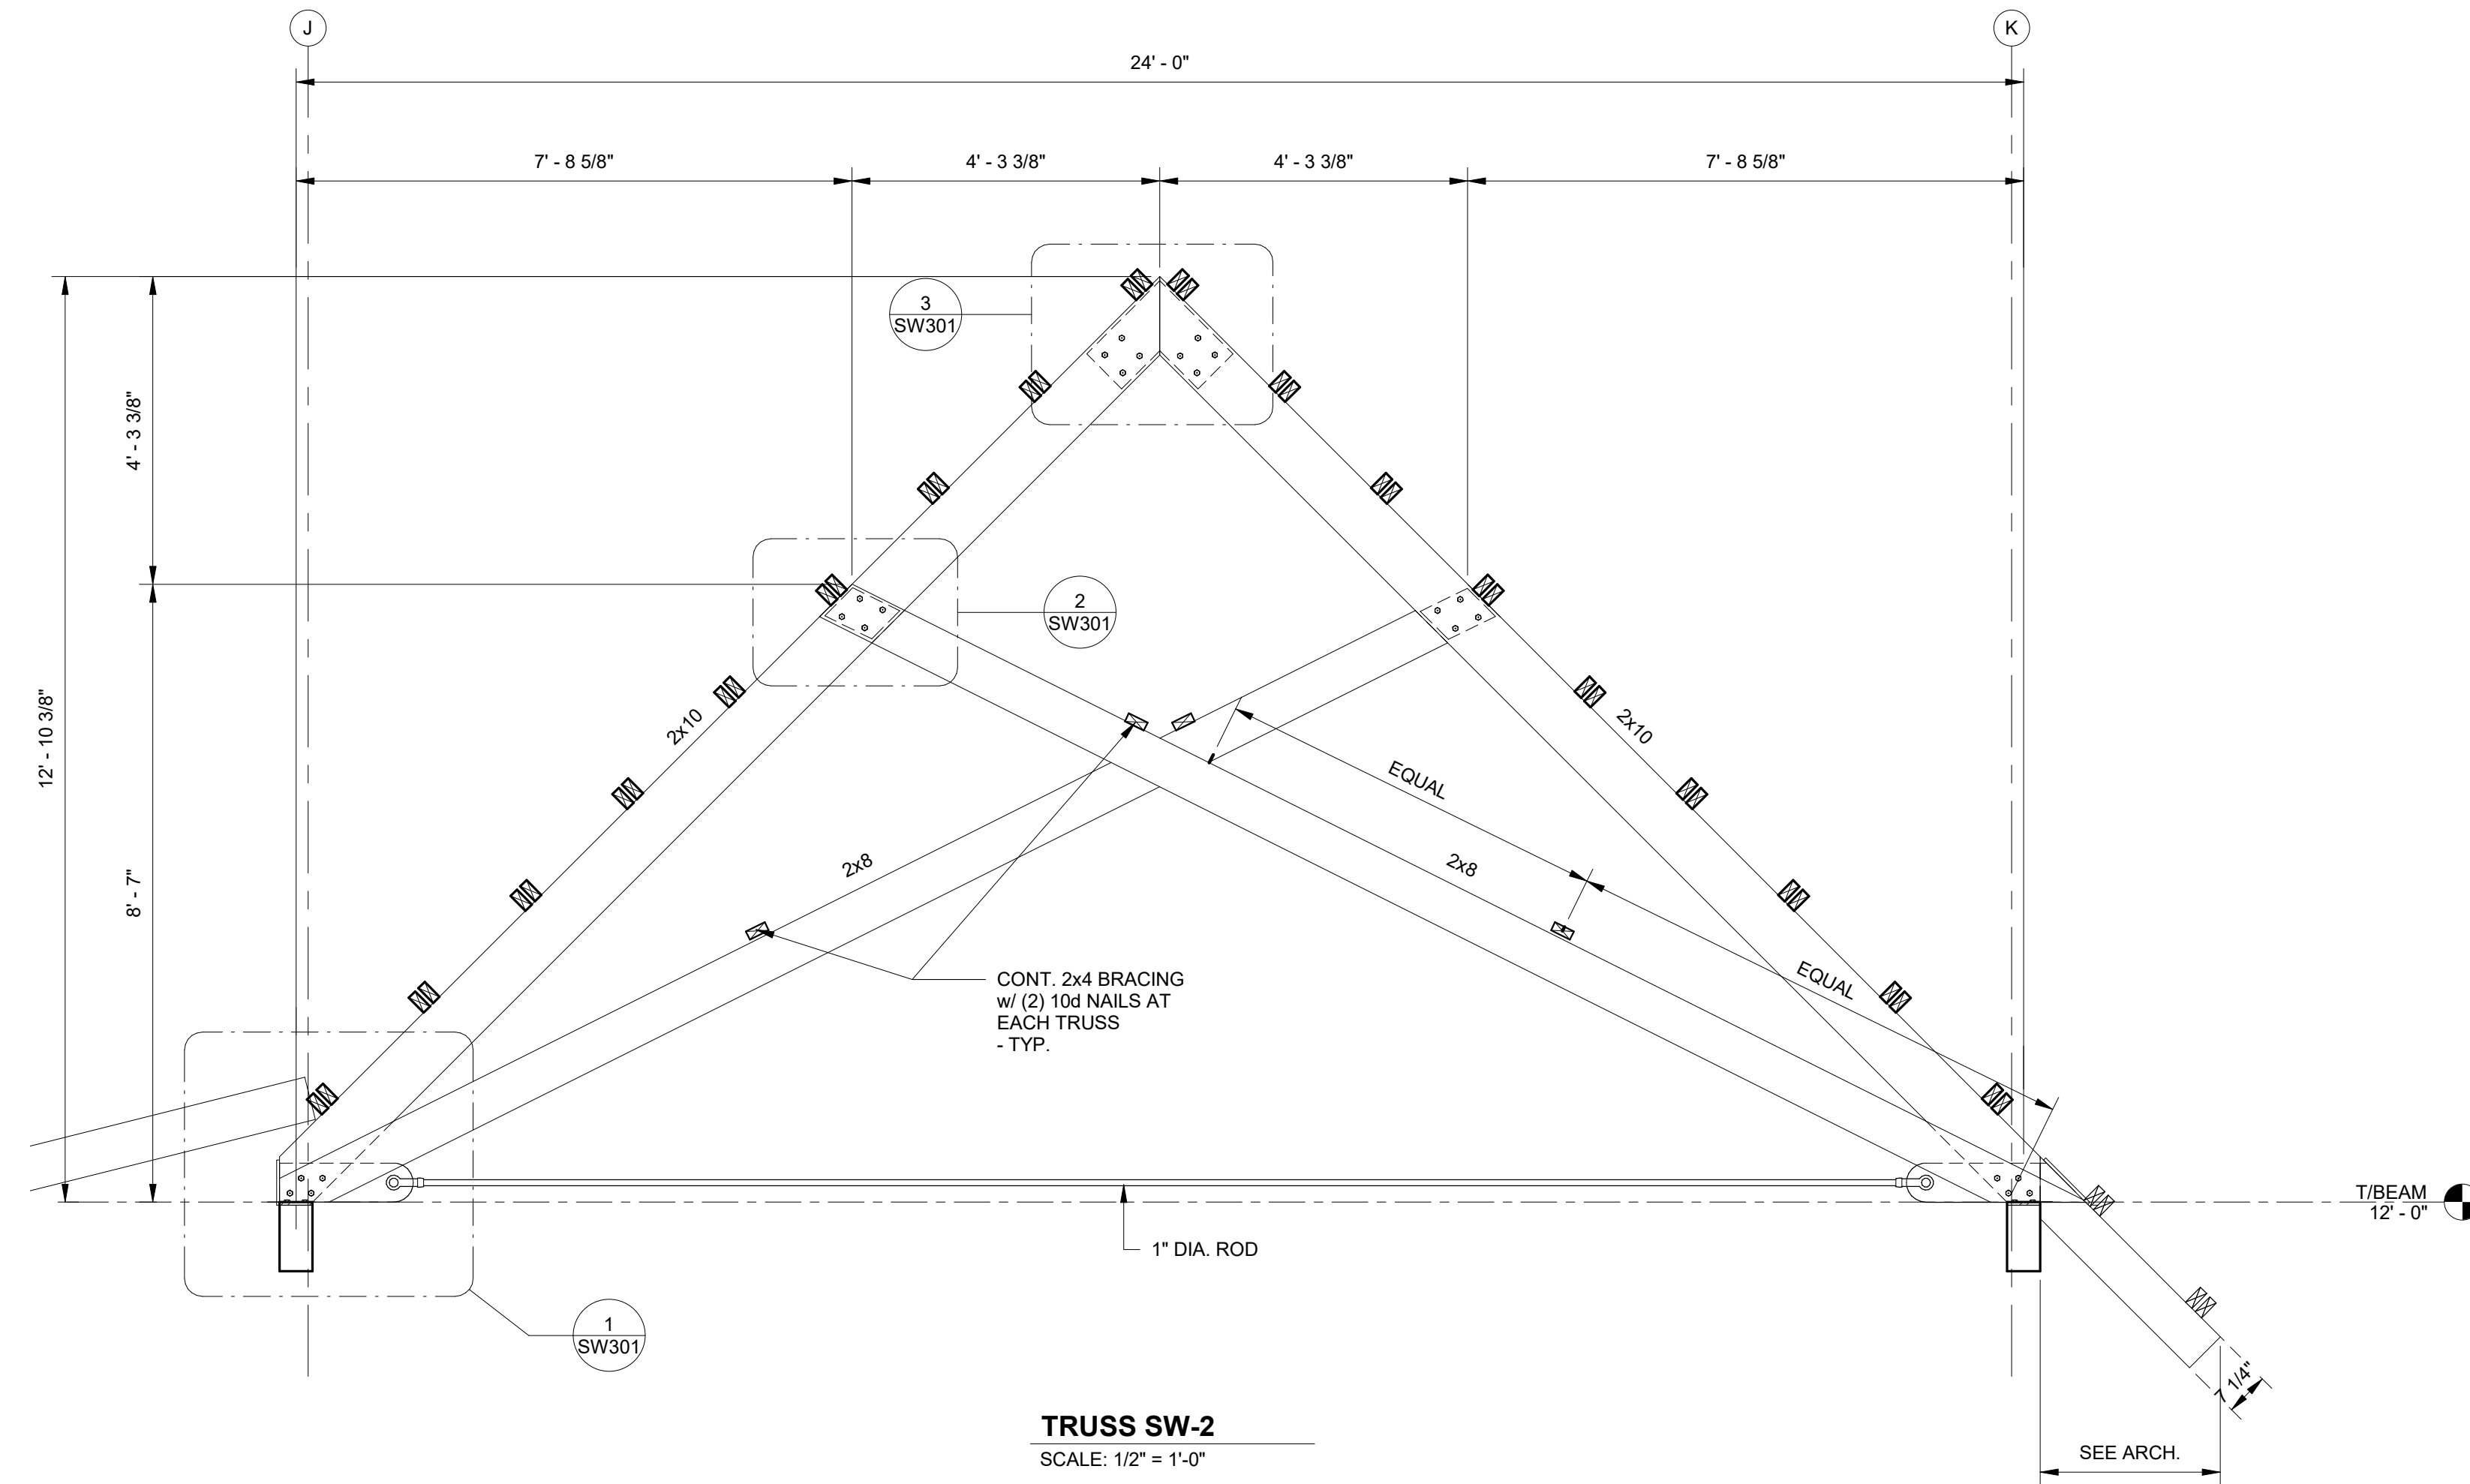 J
K
24' - 0"
7' - 8 5/8"
4' - 3 3/8"
4' - 3 3/8"
7' - 8 5/8"
3
SW301
4' - 3 3/8"
2
SW301
12' - 10 3/8"
2x10
2x10
EQUAL
8' - 7"
2x8
2x8
CONT. 2x4 BRACING
w/ (2) 10d NAILS AT
EACH TRUSS
- TYP.
EQUAL
T/BEAM
12' - 0"
1" DIA. ROD
1
SW301
7 1/4"
TRUSS SW-2
SCALE: 1/2" = 1'-0"
SEE ARCH.